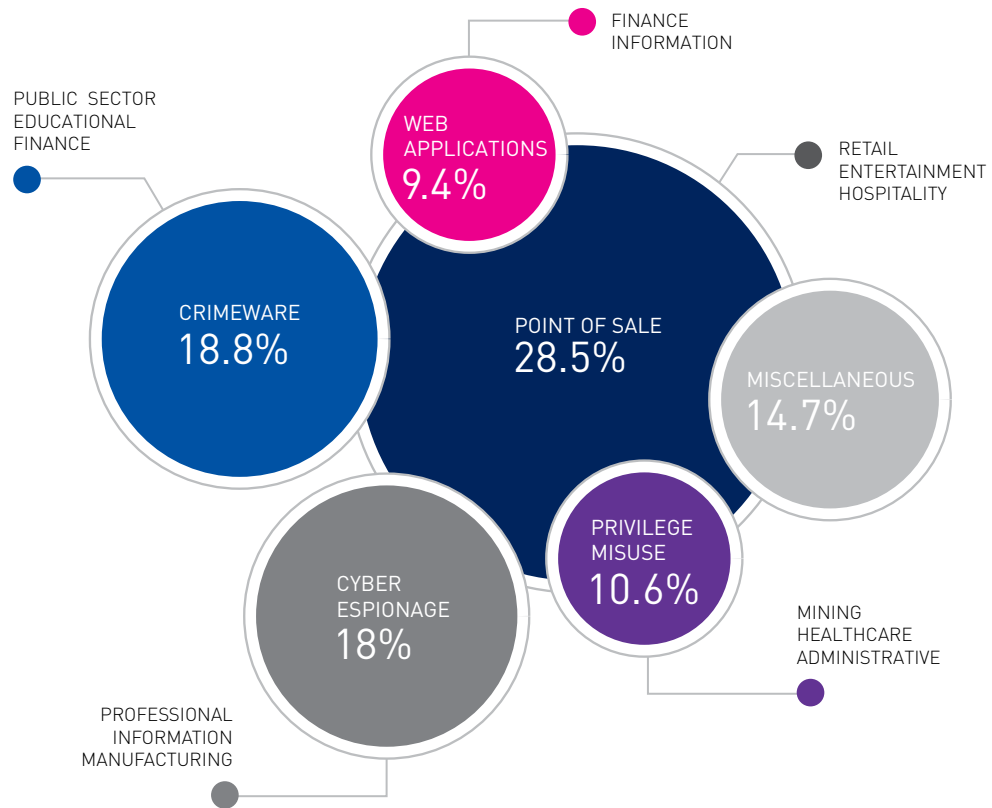 FINANCE
INFORMATION
PUBLIC SECTOR
EDUCATIONAL
FINANCE
WEB
APPLICATIONS
9.4%
RETAIL
ENTERTAINMENT
HOSPITALITY
CRIMEWARE
18.8%
POINT OF SALE
28.5%
MISCELLANEOUS
14.7%
PRIVILEGE
MISUSE
10.6%
CYBER
ESPIONAGE
18%
MINING
HEALTHCARE
ADMINISTRATIVE
PROFESSIONAL
INFORMATION
MANUFACTURING